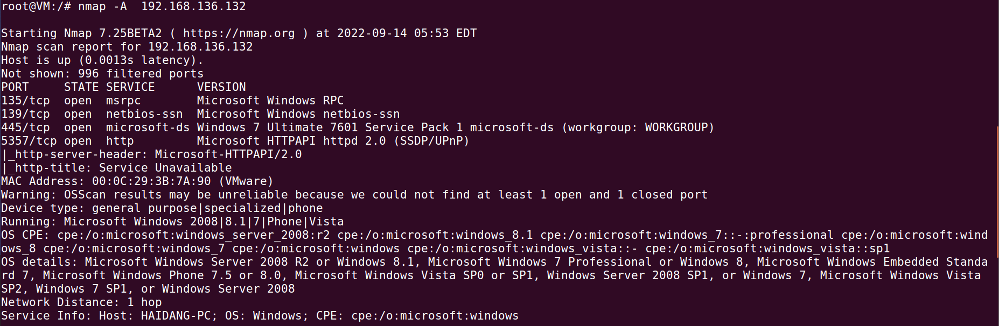 root@VM:/# nmap -A  192.168.136.132

Starting Nmap 7.25BETA2 ( https://nmap.org ) at 2022-09-14 05:53 EDT
Nmap scan report for 192.168.136.132
Host is up (0.0013s latency).
Not shown: 996 filtered ports
PORT     STATE SERVICE      VERSION
135/tcp  open  msrpc        Microsoft Windows RPC
139/tcp  open  netbios-ssn  Microsoft Windows netbios-ssn
445/tcp  open  microsoft-ds Windows 7 Ultimate 7601 Service Pack 1 microsoft-ds (workgroup: WORKGROUP)
5357/tcp open  http         Microsoft HTTPAPI httpd 2.0 (SSDP/UPnP)
|_http-server-header: Microsoft-HTTPAPI/2.0
|_http-title: Service Unavailable
MAC Address: 00:0C:29:3B:7A:90 (VMware)
Warning: OSScan results may be unreliable because we could not find at least 1 open and 1 closed port
Device type: general purpose|specialized|phone
Running: Microsoft Windows 2008|8.1|7|Phone|Vista
OS CPE: cpe:/o:microsoft:windows_server_2008:r2 cpe:/o:microsoft:windows_8.1 cpe:/o:microsoft:windows_7::-:professional cpe:/o:microsoft:wind
ows_8 cpe:/o:microsoft:windows_7 cpe:/o:microsoft:windows cpe:/o:microsoft:windows_vista::- cpe:/o:microsoft:windows_vista::sp1
OS details: Microsoft Windows Server 2008 R2 or Windows 8.1, Microsoft Windows 7 Professional or Windows 8, Microsoft Windows Embedded Standa
rd 7, Microsoft Windows Phone 7.5 or 8.0, Microsoft Windows Vista SP0 or SP1, Windows Server 2008 SP1, or Windows 7, Microsoft Windows Vista
SP2, Windows 7 SP1, or Windows Server 2008
Network Distance: 1 hop
Service Info: Host: HAIDANG-PC; OS: Windows; CPE: cpe:/o:microsoft:windows